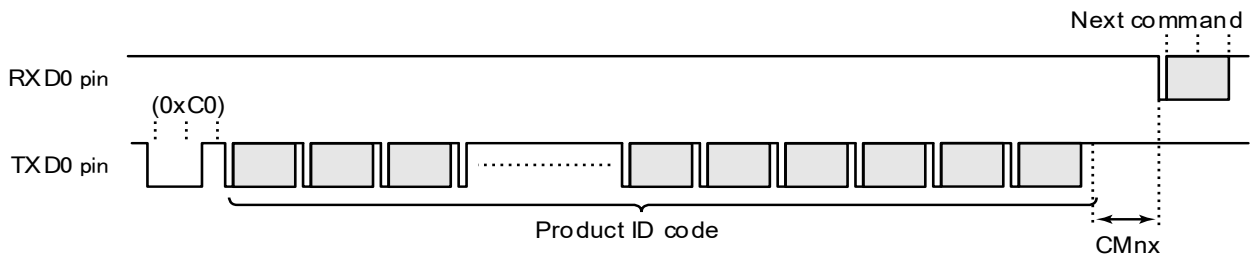 Next command
RXD0 pin
(0xC0)
TXD0 pin
Product ID code
CMnx